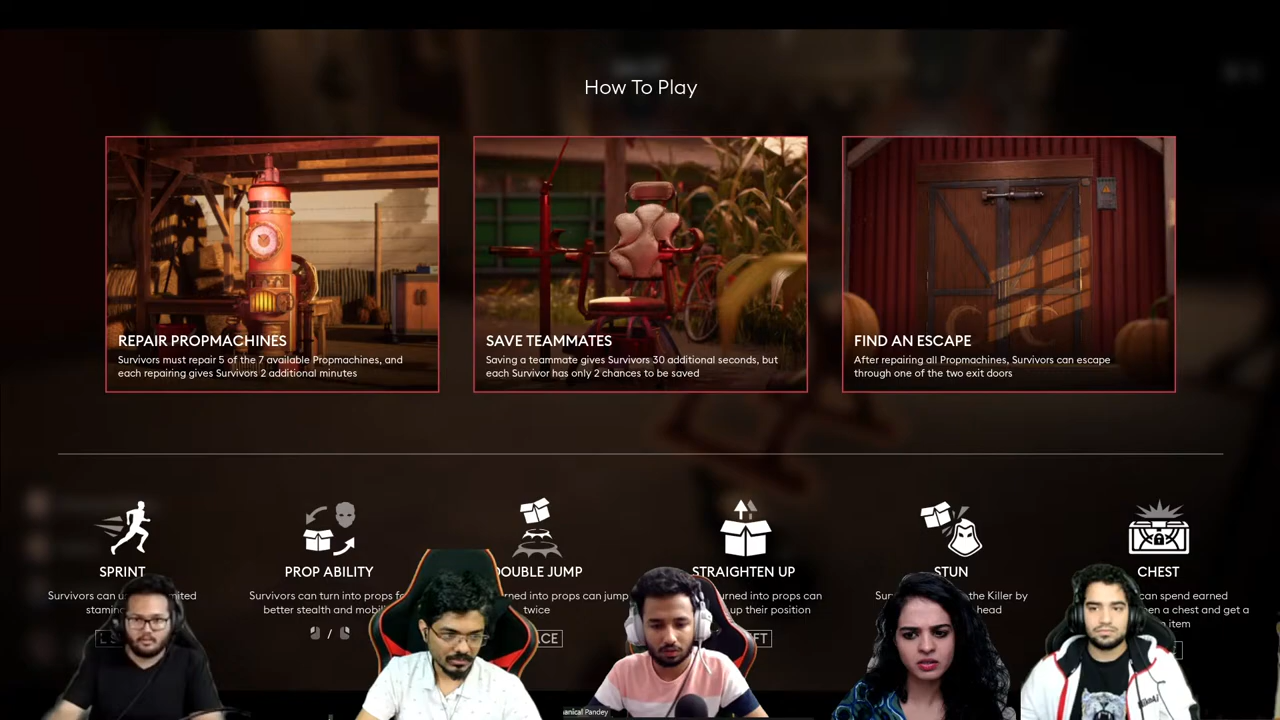 How To Play
REPAIR PROPMACHINES
Survivors must repair 5 of the 7 available Propmachines, and
each repairing gives Survivors 2 additional minutes
SAVE TEAMMATES
Saving a teammate gives Survivors 30 additional seconds, but
each Survivor has only 2 chances to be saved
FIND AN ESCAPE
After repairing all Propmachines, Survivors can escape
through one of the two exit doors
SPRINT
Survivors can
PROP ABILITY
Survivors can turn into props
better stealth and
/
DOUBLE JUMP
turned into props can jump
twice
STRAIGHTEN UP
turned into props can
up their position
STUN
the Killer by
head
CHEST
can spend earned
a chest and get a
item
Pandey